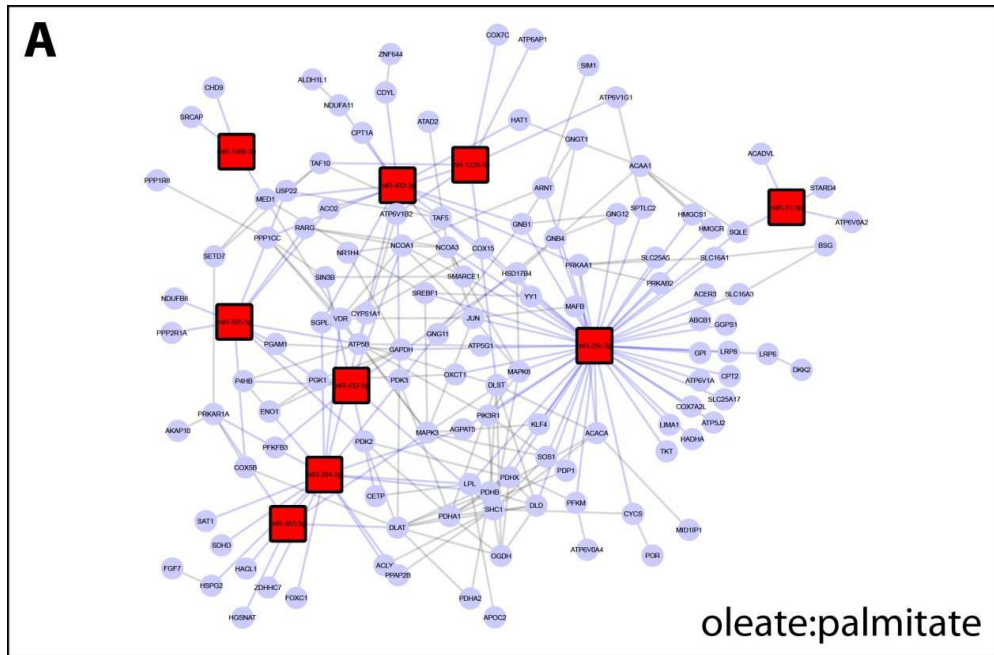 A
COX7C
ATP6AP1
ZNF644
SIM1
ALDH1L1
CDYL
CHD9
NDUFA11
ATP6V1G1
SRCAP
CPT1A
ATAD2
HAT1
GNGT1
ACADVL
TAF10
ACAA1
STARD4
PPP1R8
USP22
ARNT
MED1
ACO2
ATP6V1B2
TAF5
SPTLC2
GNG12
HMGCS1
ATP6V0A2
RARG
GNB1
HMGCR
SQLE
PPP1CC
NCOA1
NCOA3
COX15
GNB4
BSG
SETD7
NR1H4
SLC25A5
SLC16A1
PRKAA1
SIN3B
SMARCE1
HSD17B4
PRKAB2
NDUFB8
SREBF1
YY1
ACER3
SLC16A3
MAFB
CYP51A1
SGPL
VDR
JUN
ABCB1
GGPS1
PPP2R1A
GNG11
PGAM1
ATP5B
GAPDH
ATP5G1
GPI
LRP8
LRP6
DKK2
P4HB
PGK1
PDK3
OXCT1
MAPK8
DLST
ATP6V1A
CPT2
SLC25A17
ENO1
COX7A2L
PRKAR1A
PIK3R1
KLF4
LIMA1
ATP5J2
AKAP10
PFKFB3
PDK2
MAPK3
AGPAT5
ACACA
HADHA
TKT
COX5B
SOS1
PDP1
PDHX
LPL
CETP
PDHB
SHC1
DLD
PFKM
SAT1
PDHA1
CYCS
DLAT
MID1IP1
SDHD
ATP6V0A4
POR
OGDH
FGF7
HACL1
ACLY
HSPG2
ZDHHC7
PPAP2B
FOXC1
PDHA2
HGSNAT
APOC2
oleate:palmitate